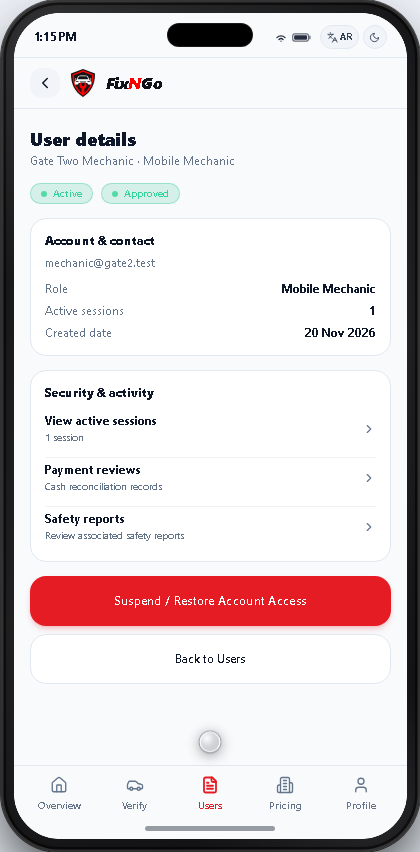 1:15 PM
AR
FixNGo
User details
Gate Two Mechanic · Mobile Mechanic
Active
Approved
Account & contact
mechanic@gate2.test
Role Mobile Mechanic
Active sessions 1
Created date 20 Nov 2026
Security & activity
View active sessions
1 session
Payment reviews
Cash reconciliation records
Safety reports
Review associated safety reports
Suspend / Restore Account Access
Back to Users
Overview Verify Users Pricing Profile